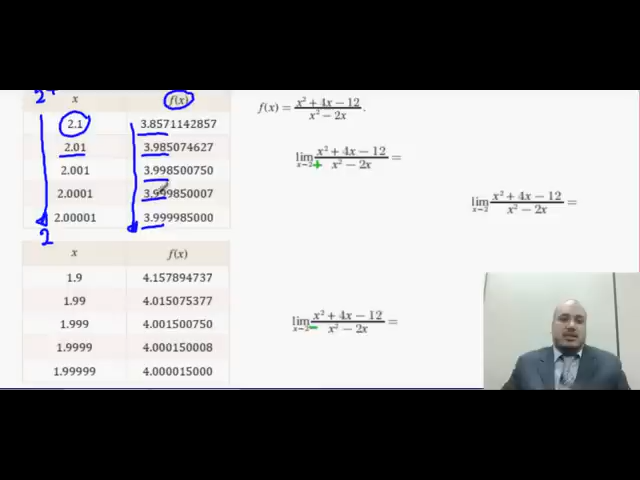 2+
x f(x)
2.1 3.8571142857
2.01 3.985074627
2.001 3.998500750
2.0001 3.999850007
2.00001 3.999985000
2
x f(x)
1.9 4.157894737
1.99 4.015075377
1.999 4.001500750
1.9999 4.000150008
1.99999 4.000015000
f(x) = (x² + 4x − 12)/(x² − 2x).
lim x→2+ (x² + 4x − 12)/(x² − 2x) =
lim x→2 (x² + 4x − 12)/(x² − 2x) =
lim x→2− (x² + 4x − 12)/(x² − 2x) =